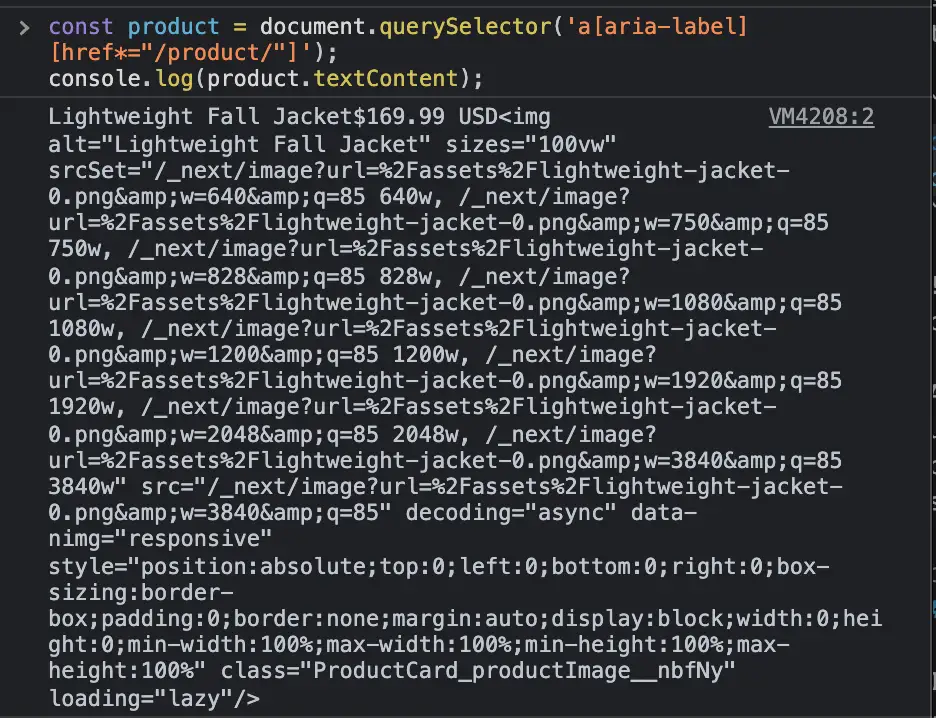 > const product = document.querySelector('a[aria-label]
[href*="/product/"]');
console.log(product.textContent);
Lightweight Fall Jacket$169.99 USD<img VM4208:2
alt="Lightweight Fall Jacket" sizes="100vw"
srcSet="/_next/image?url=%2Fassets%2Flightweight-jacket-
0.png&amp;w=640&amp;q=85 640w, /_next/image?
url=%2Fassets%2Flightweight-jacket-0.png&amp;w=750&amp;q=85
750w, /_next/image?url=%2Fassets%2Flightweight-jacket-
0.png&amp;w=828&amp;q=85 828w, /_next/image?
url=%2Fassets%2Flightweight-jacket-0.png&amp;w=1080&amp;q=85
1080w, /_next/image?url=%2Fassets%2Flightweight-jacket-
0.png&amp;w=1200&amp;q=85 1200w, /_next/image?
url=%2Fassets%2Flightweight-jacket-0.png&amp;w=1920&amp;q=85
1920w, /_next/image?url=%2Fassets%2Flightweight-jacket-
0.png&amp;w=2048&amp;q=85 2048w, /_next/image?
url=%2Fassets%2Flightweight-jacket-0.png&amp;w=3840&amp;q=85
3840w" src="/_next/image?url=%2Fassets%2Flightweight-jacket-
0.png&amp;w=3840&amp;q=85" decoding="async" data-
nimg="responsive"
style="position:absolute;top:0;left:0;bottom:0;right:0;box-
sizing:border-
box;padding:0;border:none;margin:auto;display:block;width:0;hei
ght:0;min-width:100%;max-width:100%;min-height:100%;max-
height:100%" class="ProductCard_productImage__nbfNy"
loading="lazy"/>